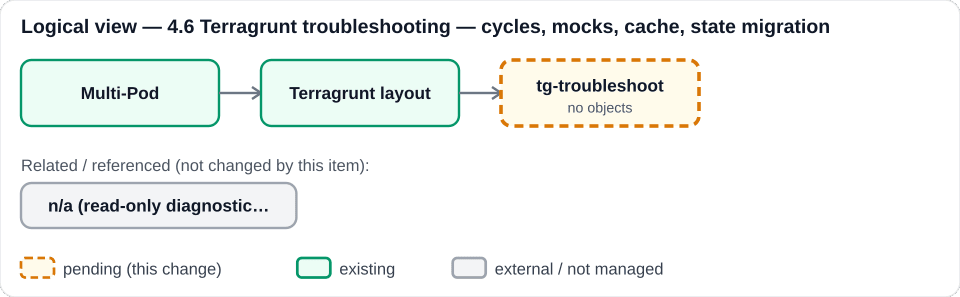 Logical view — 4.6 Terragrunt troubleshooting — cycles, mocks, cache, state migration
Multi-Pod
Terragrunt layout
tg-troubleshoot
no objects
Related / referenced (not changed by this item):
n/a (read-only diagnostic…
pending (this change)
existing
external / not managed